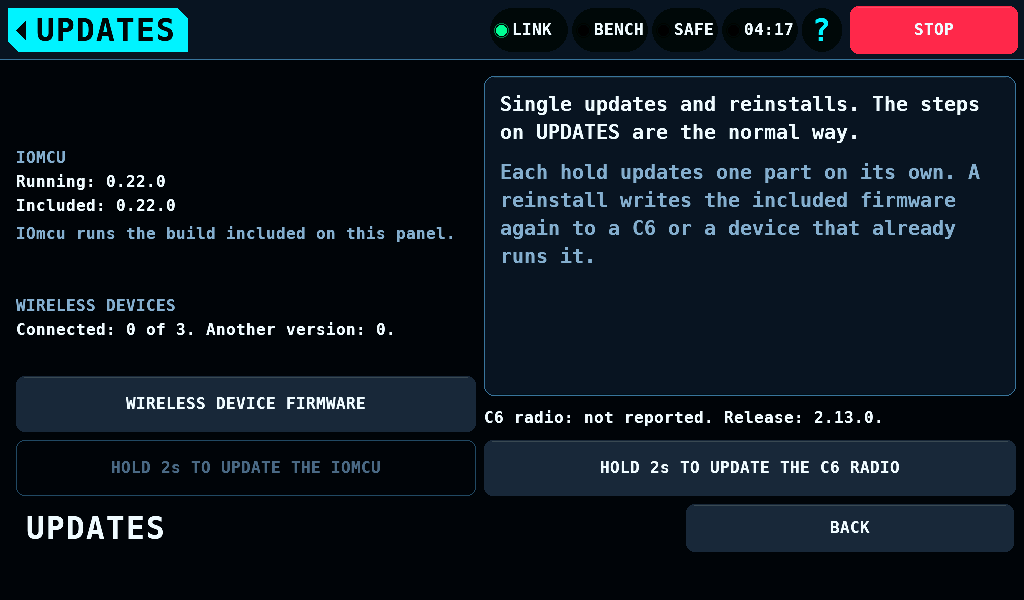 UPDATES
LINK
BENCH
SAFE
04:17
?
STOP
IOMCU
Running: 0.22.0
Included: 0.22.0
IOmcu runs the build included on this panel.
WIRELESS DEVICES
Connected: 0 of 3. Another version: 0.
WIRELESS DEVICE FIRMWARE
HOLD 2s TO UPDATE THE IOMCU
Single updates and reinstalls. The steps
on UPDATES are the normal way.
Each hold updates one part on its own. A
reinstall writes the included firmware
again to a C6 or a device that already
runs it.
C6 radio: not reported. Release: 2.13.0.
HOLD 2s TO UPDATE THE C6 RADIO
UPDATES
BACK